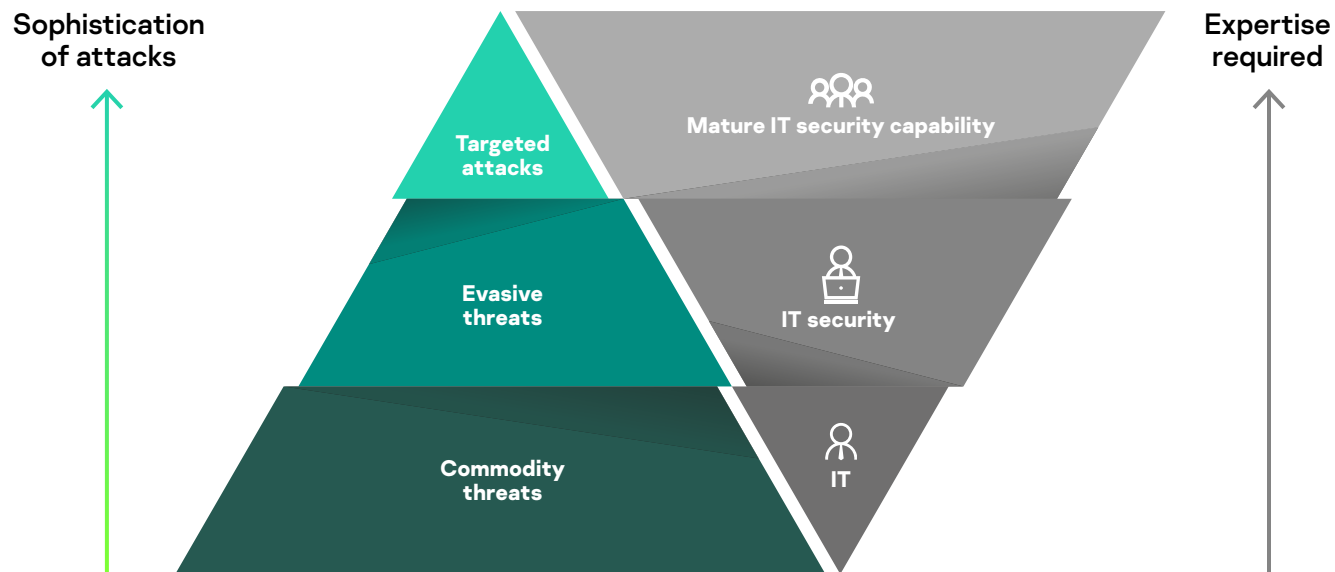 Sophistication
of attacks
Expertise
required
Mature IT security capability
Targeted
attacks
Evasive
threats
IT security
Commodity
threats
IT